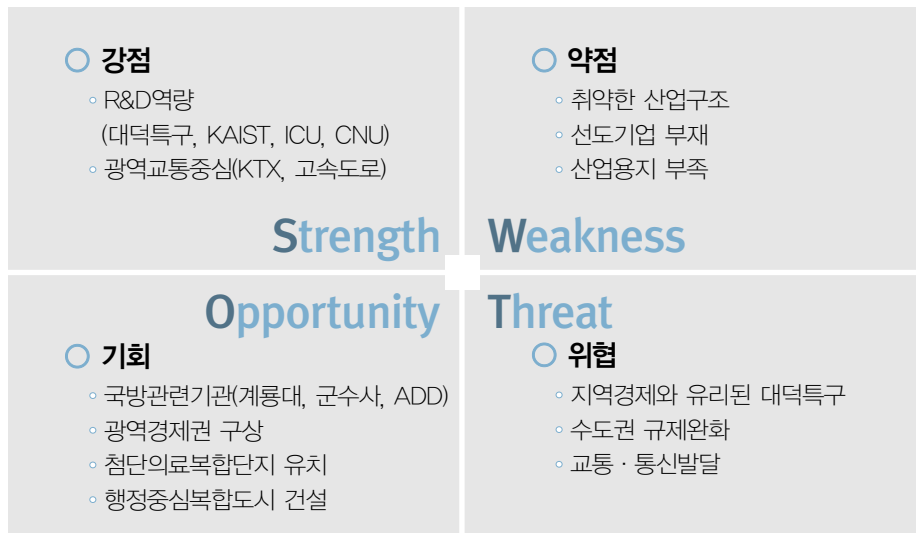 강점
R&D역량
(대덕특구, KAIST, ICU, CNU)
광역교통중심(KTX, 고속도로)
Strength
약점
취약한 산업구조
선도기업 부재
산업용지 부족
Weakness
Opportunity
기회
국방관련기관(계룡대, 군수사, ADD)
광역경제권 구상
첨단의료복합단지 유치
행정중심복합도시 건설
Threat
위협
지역경제와 유리된 대덕특구
수도권 규제완화
교통 · 통신발달